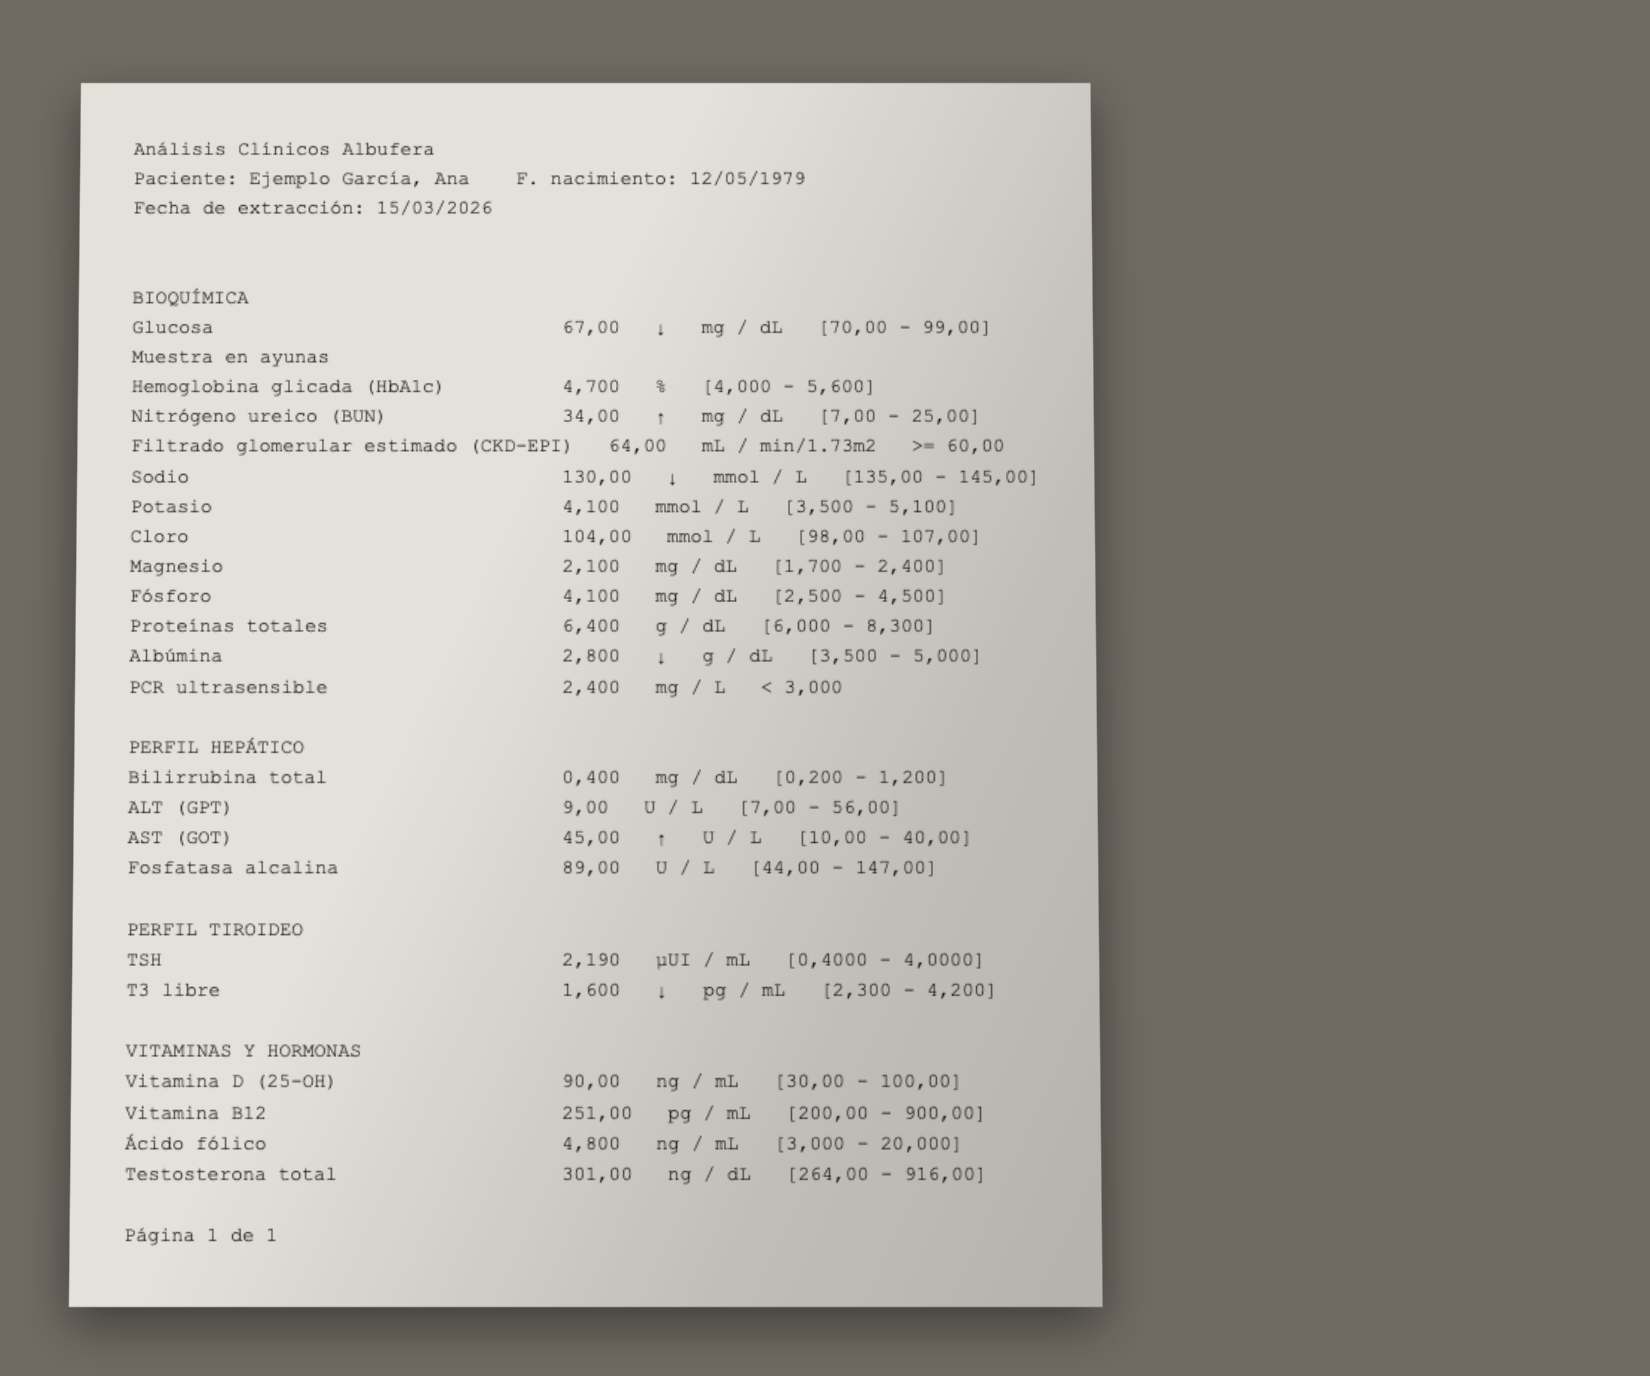 Análisis Clínicos Albufera
Paciente: Ejemplo García, Ana    F. nacimiento: 12/05/1979
Fecha de extracción: 15/03/2026
BIOQUÍMICA
Glucosa 67,00 ↓ mg / dL [70,00 - 99,00]
Muestra en ayunas
Hemoglobina glicada (HbA1c) 4,700 % [4,000 - 5,600]
Nitrógeno ureico (BUN) 34,00 ↑ mg / dL [7,00 - 25,00]
Filtrado glomerular estimado (CKD-EPI) 64,00 mL / min/1.73m2 >= 60,00
Sodio 130,00 ↓ mmol / L [135,00 - 145,00]
Potasio 4,100 mmol / L [3,500 - 5,100]
Cloro 104,00 mmol / L [98,00 - 107,00]
Magnesio 2,100 mg / dL [1,700 - 2,400]
Fósforo 4,100 mg / dL [2,500 - 4,500]
Proteínas totales 6,400 g / dL [6,000 - 8,300]
Albúmina 2,800 ↓ g / dL [3,500 - 5,000]
PCR ultrasensible 2,400 mg / L < 3,000
PERFIL HEPÁTICO
Bilirrubina total 0,400 mg / dL [0,200 - 1,200]
ALT (GPT) 9,00 U / L [7,00 - 56,00]
AST (GOT) 45,00 ↑ U / L [10,00 - 40,00]
Fosfatasa alcalina 89,00 U / L [44,00 - 147,00]
PERFIL TIROIDEO
TSH 2,190 µUI / mL [0,4000 - 4,0000]
T3 libre 1,600 ↓ pg / mL [2,300 - 4,200]
VITAMINAS Y HORMONAS
Vitamina D (25-OH) 90,00 ng / mL [30,00 - 100,00]
Vitamina B12 251,00 pg / mL [200,00 - 900,00]
Ácido fólico 4,800 ng / mL [3,000 - 20,000]
Testosterona total 301,00 ng / dL [264,00 - 916,00]
Página 1 de 1